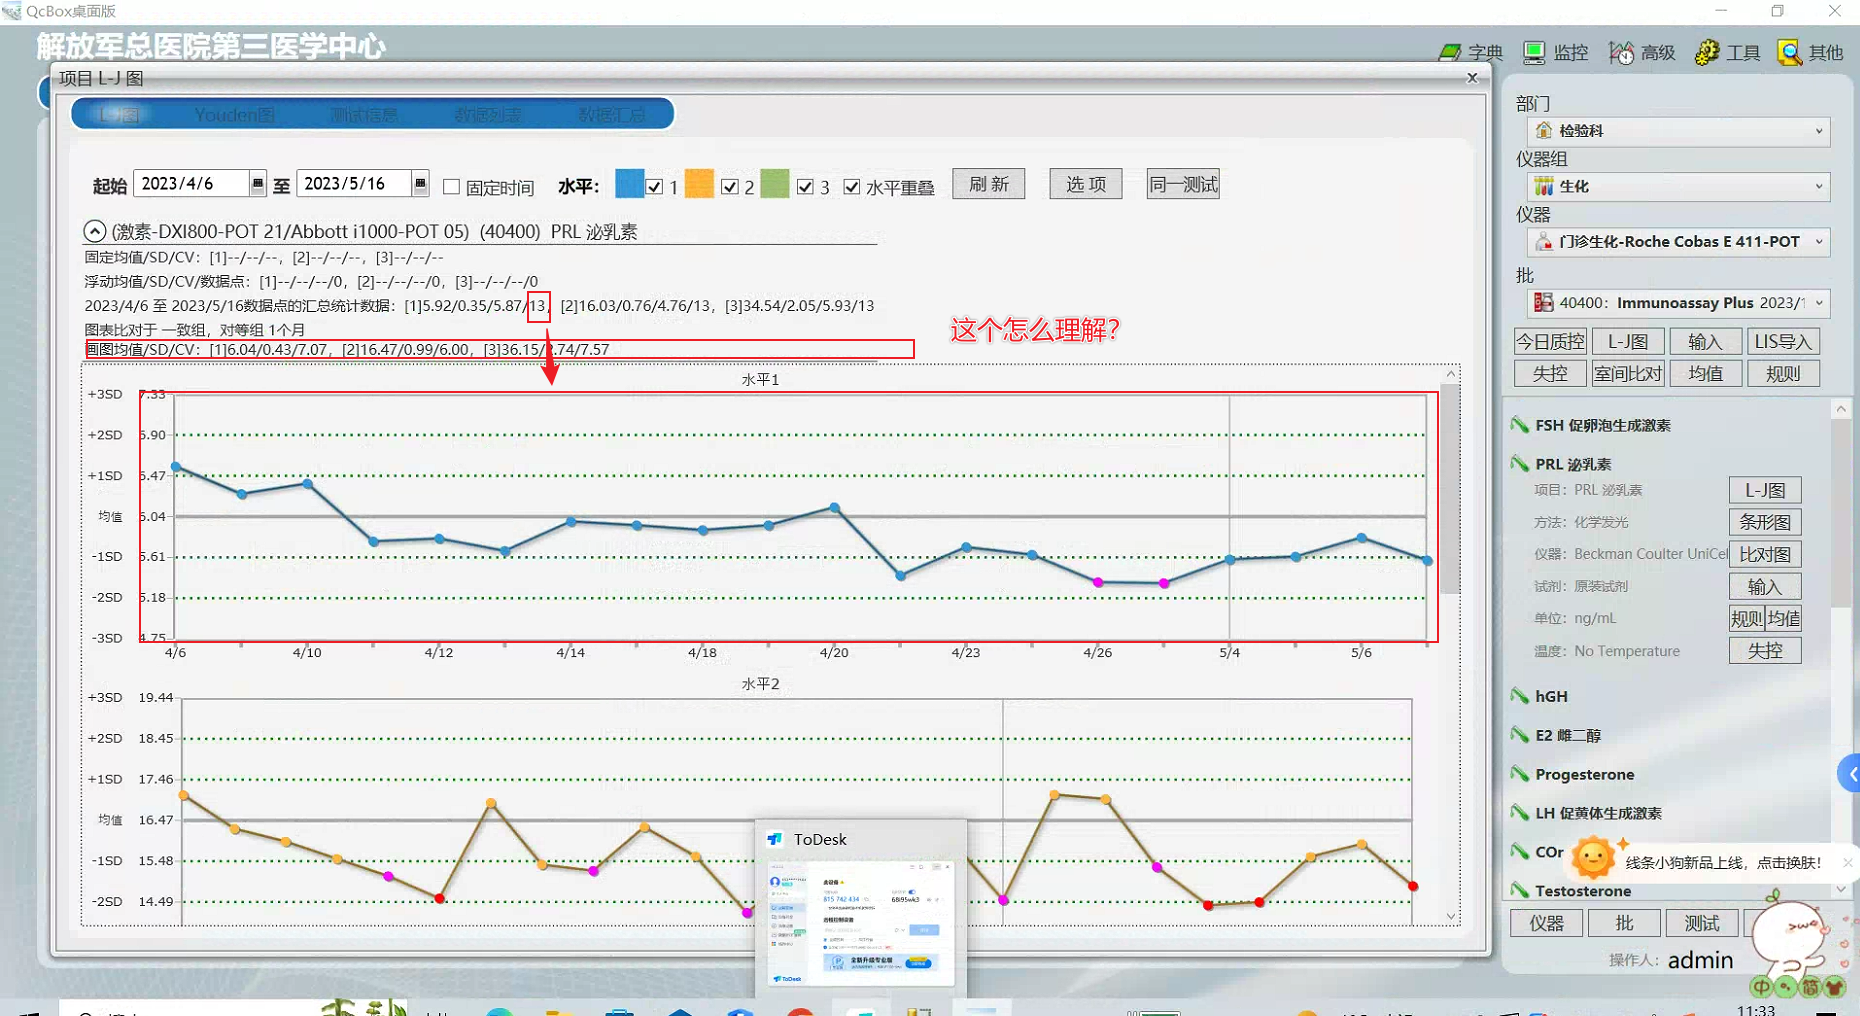 QcBox桌面版
解放军总医院第三医学中心
字典 监控 高级 工具 其他
项目 L-J 图
L-J图 Youden图 测试信息 数据列表 数据汇总
起始 2023/4/6 至 2023/5/16 固定时间 水平： 1 2 3 水平重叠 刷 新 选 项 同一测试
(激素-DXI800-POT 21/Abbott i1000-POT 05) (40400) PRL 泌乳素
固定均值/SD/CV：[1]--/--/--，[2]--/--/--，[3]--/--/--
浮动均值/SD/CV/数据点：[1]--/--/--/0，[2]--/--/--/0，[3]--/--/--/0
2023/4/6 至 2023/5/16数据点的汇总统计数据：[1]5.92/0.35/5.87/13，[2]16.03/0.76/4.76/13，[3]34.54/2.05/5.93/13
图表比对于 一致组，对等组 1个月
画图均值/SD/CV：[1]6.04/0.43/7.07，[2]16.47/0.99/6.00，[3]36.15/2.74/7.57
这个怎么理解？
水平1
+3SD 7.33
+2SD 6.90
+1SD 6.47
均值 6.04
-1SD 5.61
-2SD 5.18
-3SD 4.75
4/6 4/10 4/12 4/14 4/18 4/20 4/23 4/26 5/4 5/6
水平2
+3SD 19.44
+2SD 18.45
+1SD 17.46
均值 16.47
-1SD 15.48
-2SD 14.49
ToDesk
部门
检验科
仪器组
生化
仪器
门诊生化-Roche Cobas E 411-POT
批
40400：Immunoassay Plus 2023/1
今日质控 L-J图 输入 LIS导入
失控 室间比对 均值 规则
FSH 促卵泡生成激素
PRL 泌乳素
项目：PRL 泌乳素 L-J图
方法：化学发光 条形图
仪器：Beckman Coulter UniCel 比对图
试剂：原装试剂 输入
单位：ng/mL 规则 均值
温度：No Temperature 失控
hGH
E2 雌二醇
Progesterone
LH 促黄体生成激素
COr
线条小狗新品上线，点击换肤！
Testosterone
仪器 批 测试
操作人： admin
中 简
11:33